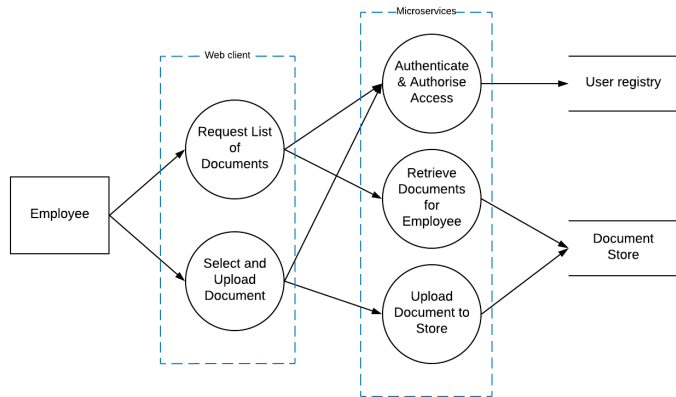 Microservices
Web client
Authenticate
& Authorise
Access
User registry
Request List
of
Documents
Retrieve
Documents
for
Employee
Employee
Document
Store
Select and
Upload
Document
Upload
Document to
Store